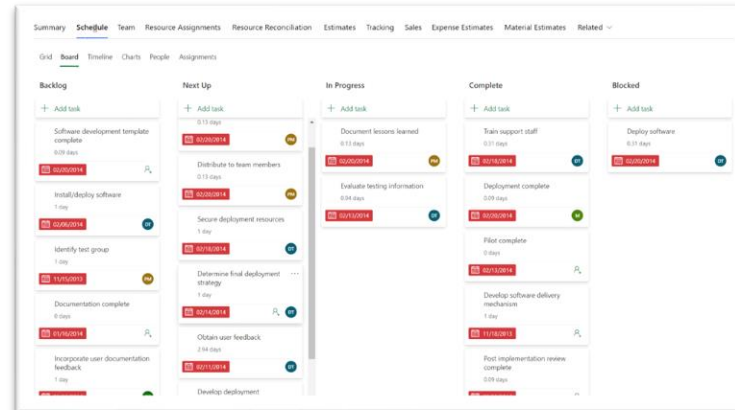 Summary Schedule Team Resource Assignments Resource Reconciliation Estimates Tracking Sales Expense Estimates Material Estimates Related
Grid Board Timeline Charts People Assignments
Backlog
+ Add task
Software development template
complete
0.09 days
02/20/2014
Install/deploy software
1 day
02/06/2014
DT
Identify test group
1 day
11/15/2013
PM
Documentation complete
0 days
01/16/2014
Incorporate user documentation
feedback
1 day
Next Up
+ Add task
0.13 days
02/20/2014
PM
Distribute to team members
0.13 days
02/20/2014
PM
Secure deployment resources
1 day
02/18/2014
DT
Determine final deployment ...
strategy
1 day
02/14/2014
DT
Obtain user feedback
2.94 days
02/11/2014
DT
Develop deployment
In Progress
+ Add task
Document lessons learned
0.13 days
02/20/2014
PM
Evaluate testing information
0.94 days
02/13/2014
DT
Complete
+ Add task
Train support staff
0.31 days
02/18/2014
DT
Deployment complete
0.09 days
02/20/2014
Pilot complete
0 days
02/13/2014
Develop software delivery
mechanism
1 day
11/18/2013
Post implementation review
complete
0.09 days
Blocked
+ Add task
Deploy software
0.31 days
02/20/2014
DT